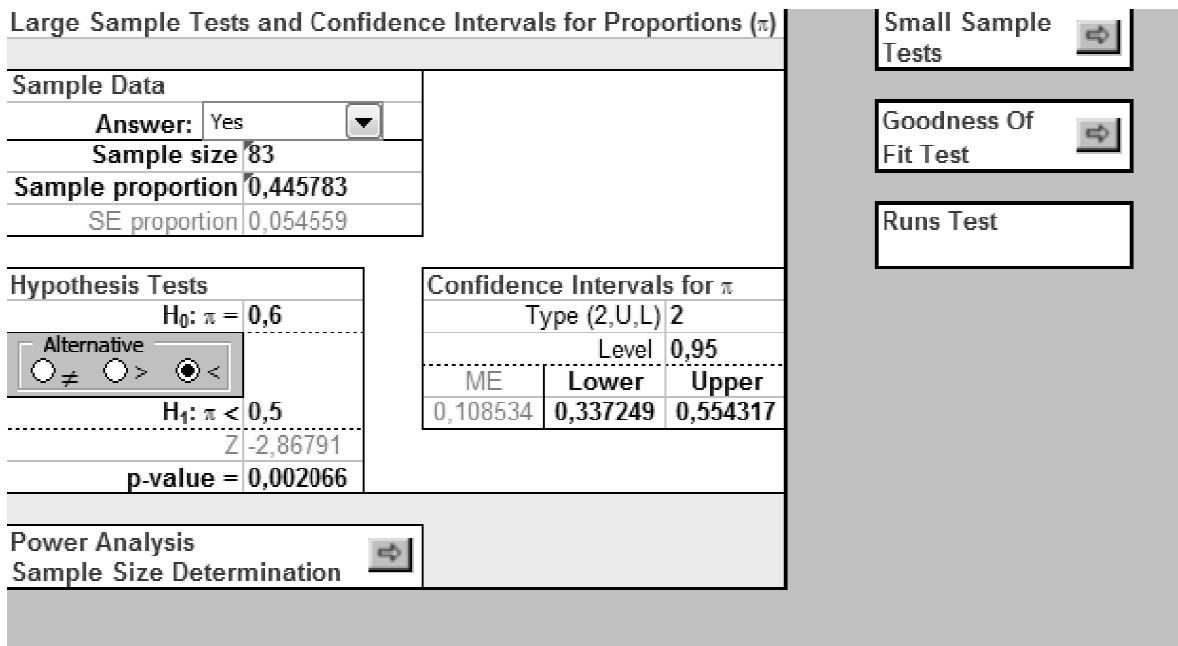 Large Sample Tests and Confidence Intervals for Proportions (π)
Sample Data
Answer: Yes
Sample size 83
Sample proportion 0,445783
SE proportion 0,054559
Hypothesis Tests
H₀: π = 0,6
Alternative
≠ > <
H₁: π < 0,5
Z -2,86791
p-value = 0,002066
Confidence Intervals for π
Type (2,U,L) 2
Level 0,95
ME Lower Upper
0,108534 0,337249 0,554317
Power Analysis
Sample Size Determination
Small Sample
Tests
Goodness Of
Fit Test
Runs Test